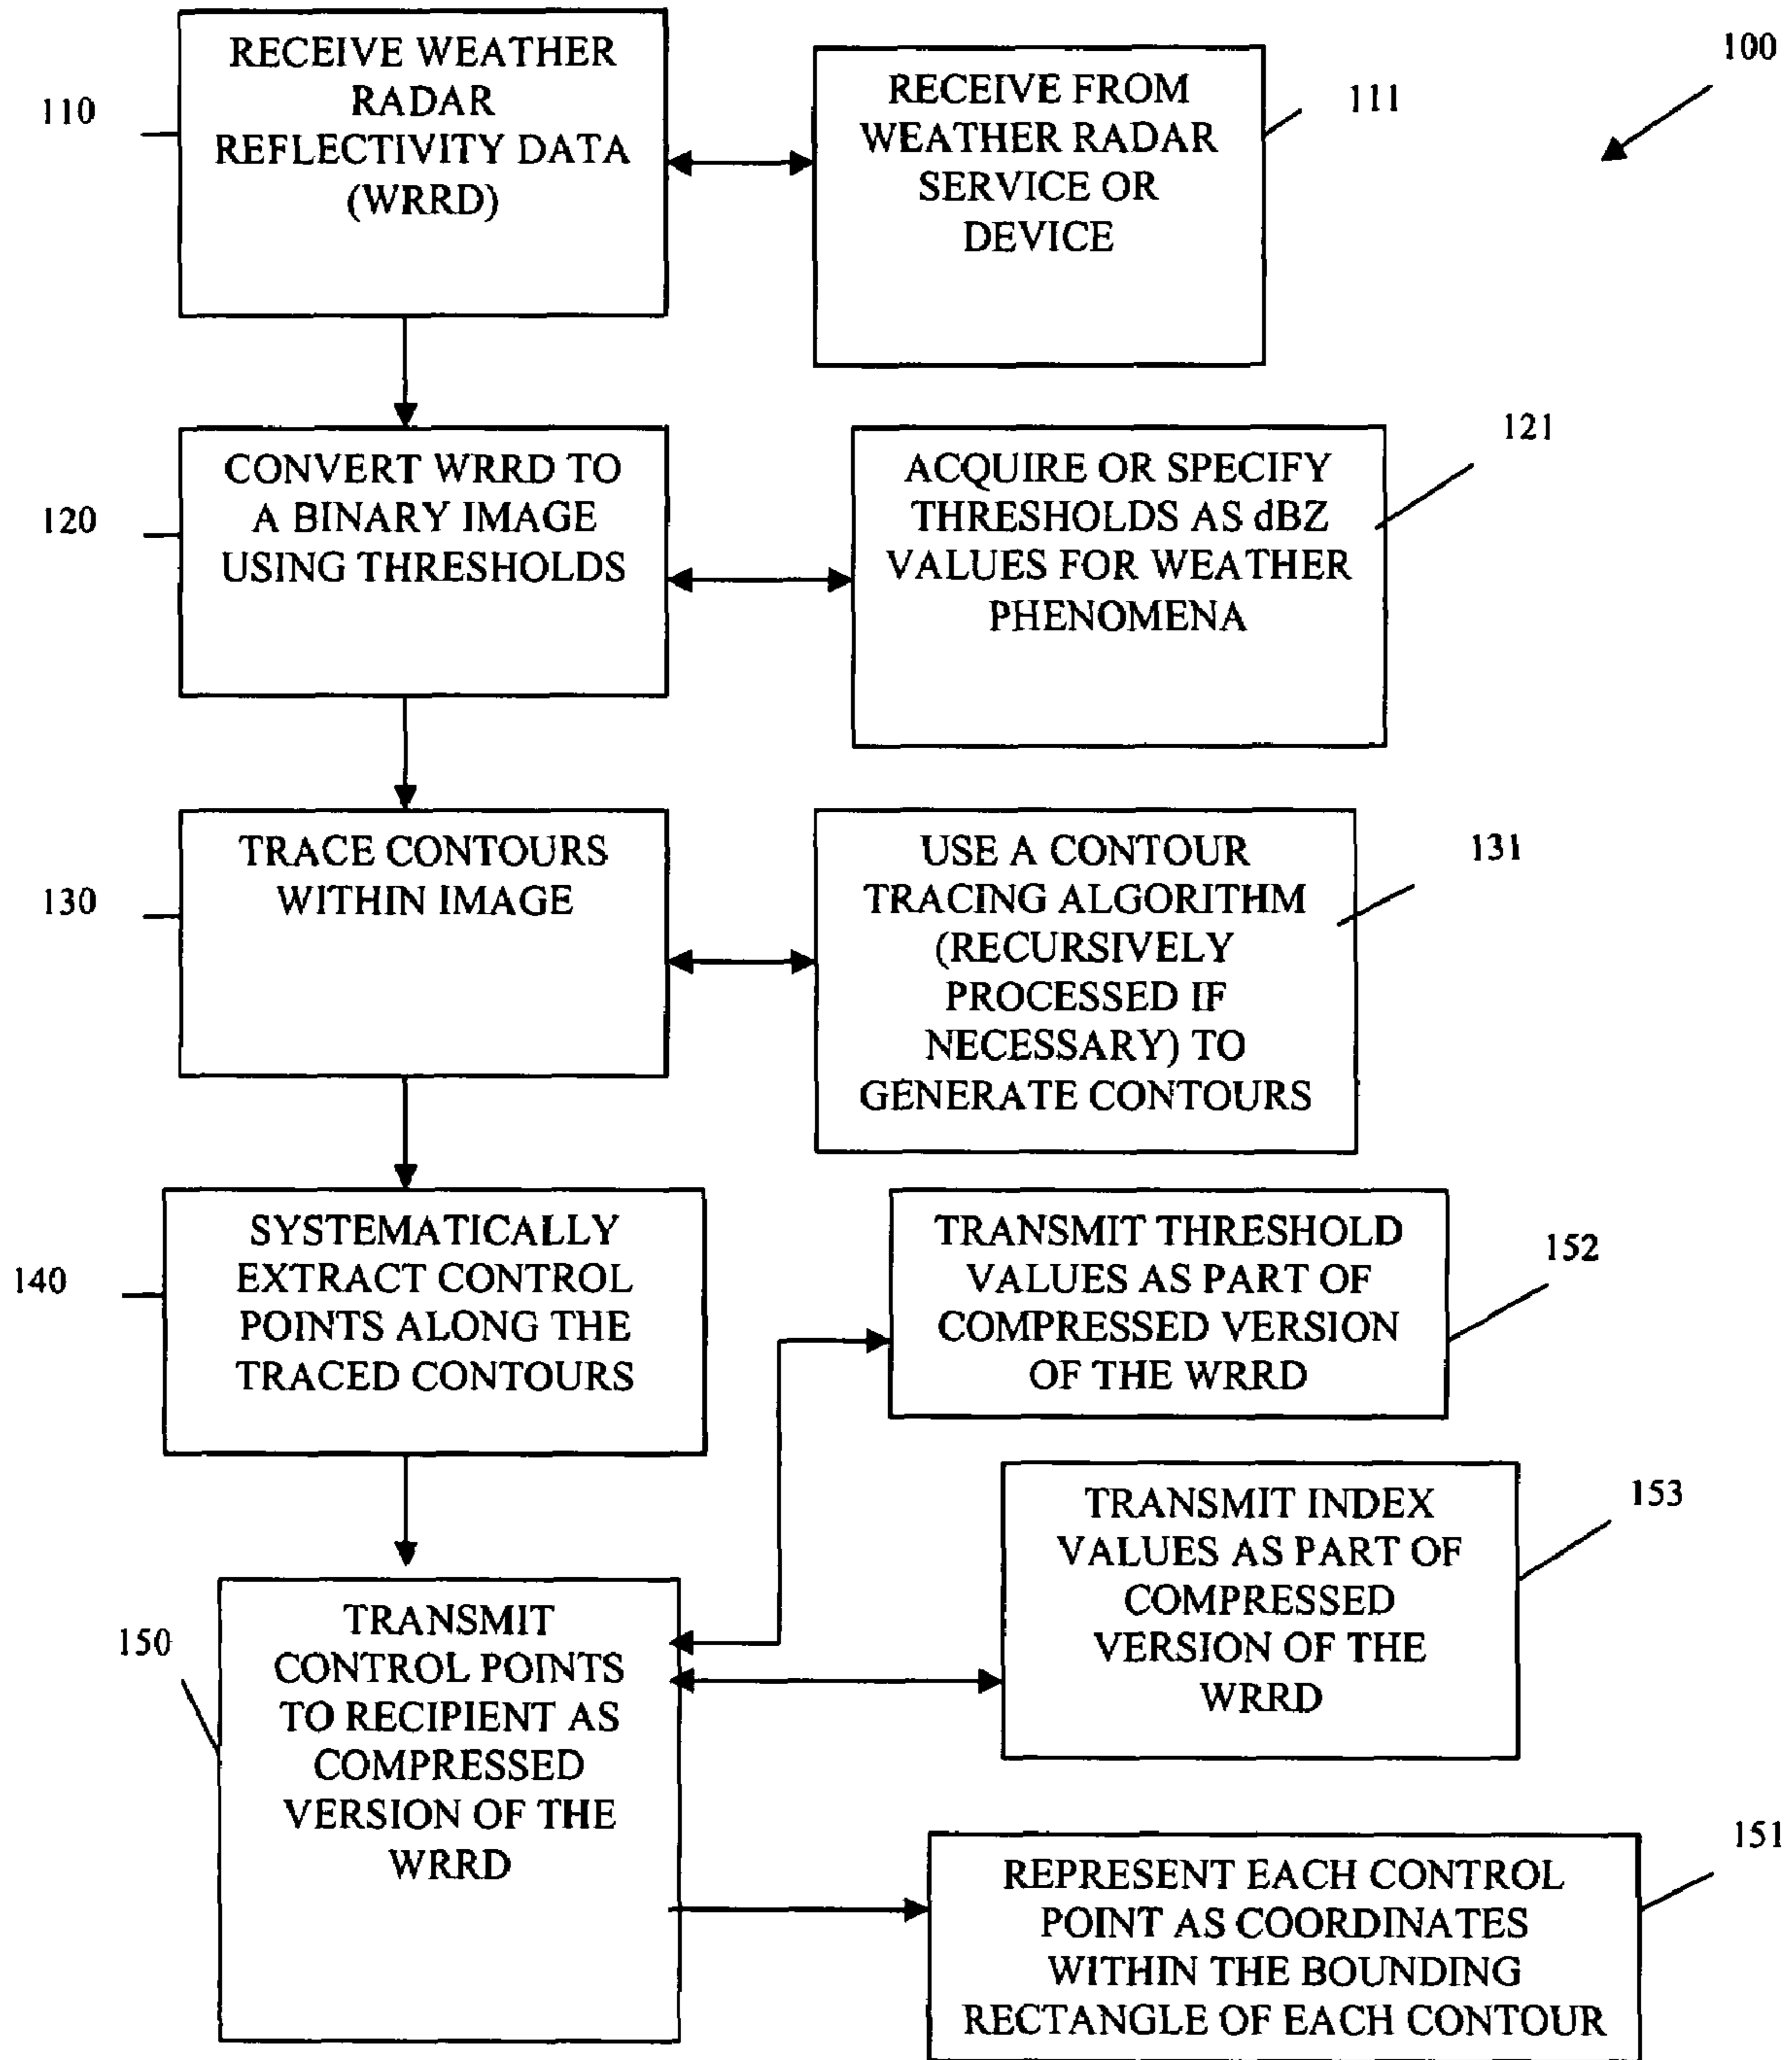 100
110
RECEIVE WEATHER
RADAR
REFLECTIVITY DATA
(WRRD)
RECEIVE FROM
WEATHER RADAR
SERVICE OR
DEVICE
111
120
CONVERT WRRD TO
A BINARY IMAGE
USING THRESHOLDS
ACQUIRE OR SPECIFY
THRESHOLDS AS dBZ
VALUES FOR WEATHER
PHENOMENA
121
130
TRACE CONTOURS
WITHIN IMAGE
USE A CONTOUR
TRACING ALGORITHM
(RECURSIVELY
PROCESSED IF
NECESSARY) TO
GENERATE CONTOURS
131
140
SYSTEMATICALLY
EXTRACT CONTROL
POINTS ALONG THE
TRACED CONTOURS
TRANSMIT THRESHOLD
VALUES AS PART OF
COMPRESSED VERSION
OF THE WRRD
152
TRANSMIT INDEX
VALUES AS PART OF
COMPRESSED
VERSION OF THE
WRRD
153
150
TRANSMIT
CONTROL POINTS
TO RECIPIENT AS
COMPRESSED
VERSION OF THE
WRRD
REPRESENT EACH CONTROL
POINT AS COORDINATES
WITHIN THE BOUNDING
RECTANGLE OF EACH CONTOUR
151